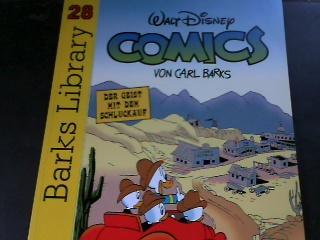 28
Barks Library
WALT DISNEY
COMICS
VON CARL BARKS
DER GEIST
MIT DEM
SCHLUCKAUF